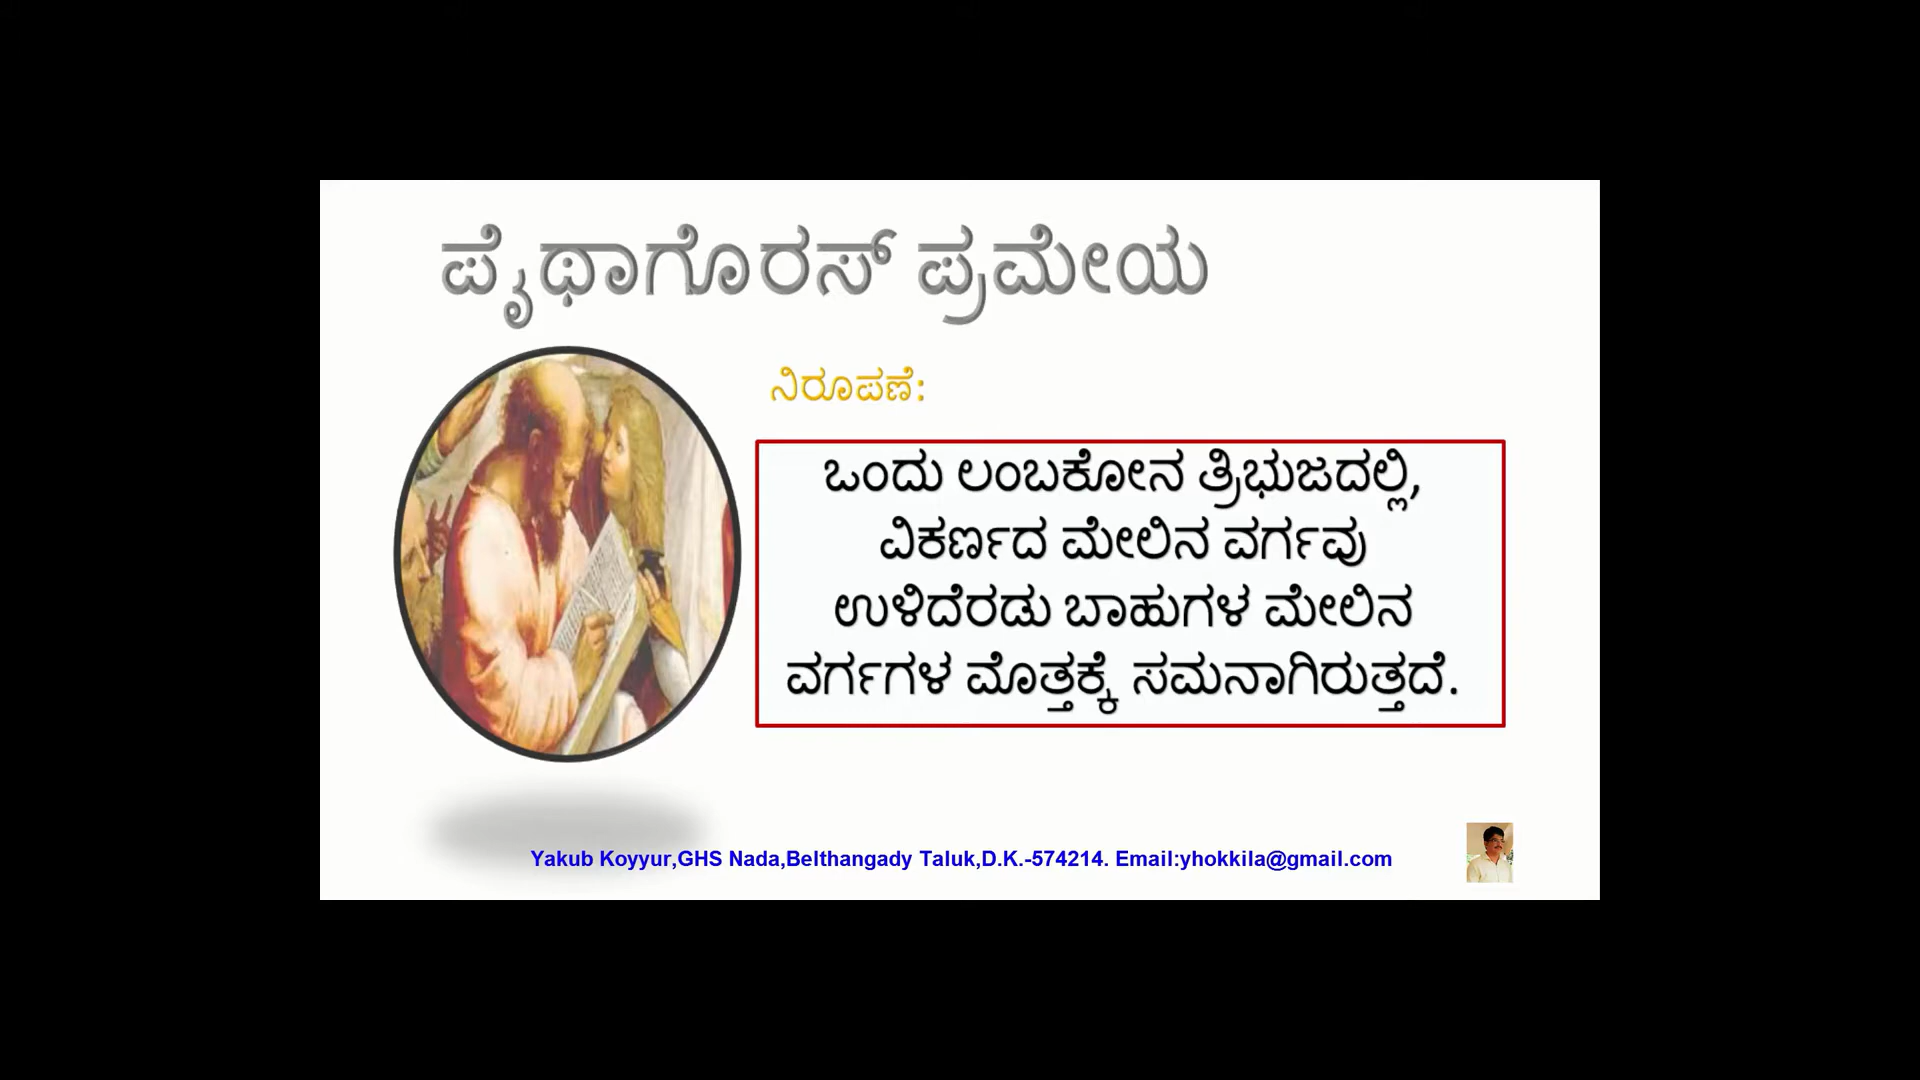 ಪೈಥಾಗೊರಸ್ ಪ್ರಮೇಯ
ನಿರೂಪಣೆ:
ಒಂದು ಲಂಬಕೋನ ತ್ರಿಭುಜದಲ್ಲಿ,
ವಿಕರ್ಣದ ಮೇಲಿನ ವರ್ಗವು
ಉಳಿದೆರಡು ಬಾಹುಗಳ ಮೇಲಿನ
ವರ್ಗಗಳ ಮೊತ್ತಕ್ಕೆ ಸಮನಾಗಿರುತ್ತದೆ.
Yakub Koyyur,GHS Nada,Belthangady Taluk,D.K.-574214. Email:yhokkila@gmail.com